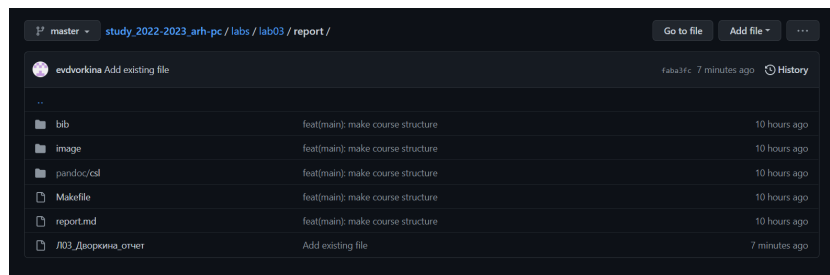 master study_2022-2023_arh-pc / labs / lab03 / report / Go to file Add file ...
evdvorkina Add existing file faba3fc 7 minutes ago History
..
bib feat(main): make course structure 10 hours ago
image feat(main): make course structure 10 hours ago
pandoc/csl feat(main): make course structure 10 hours ago
Makefile feat(main): make course structure 10 hours ago
report.md feat(main): make course structure 10 hours ago
Л03_Дворкина_отчет Add existing file 7 minutes ago